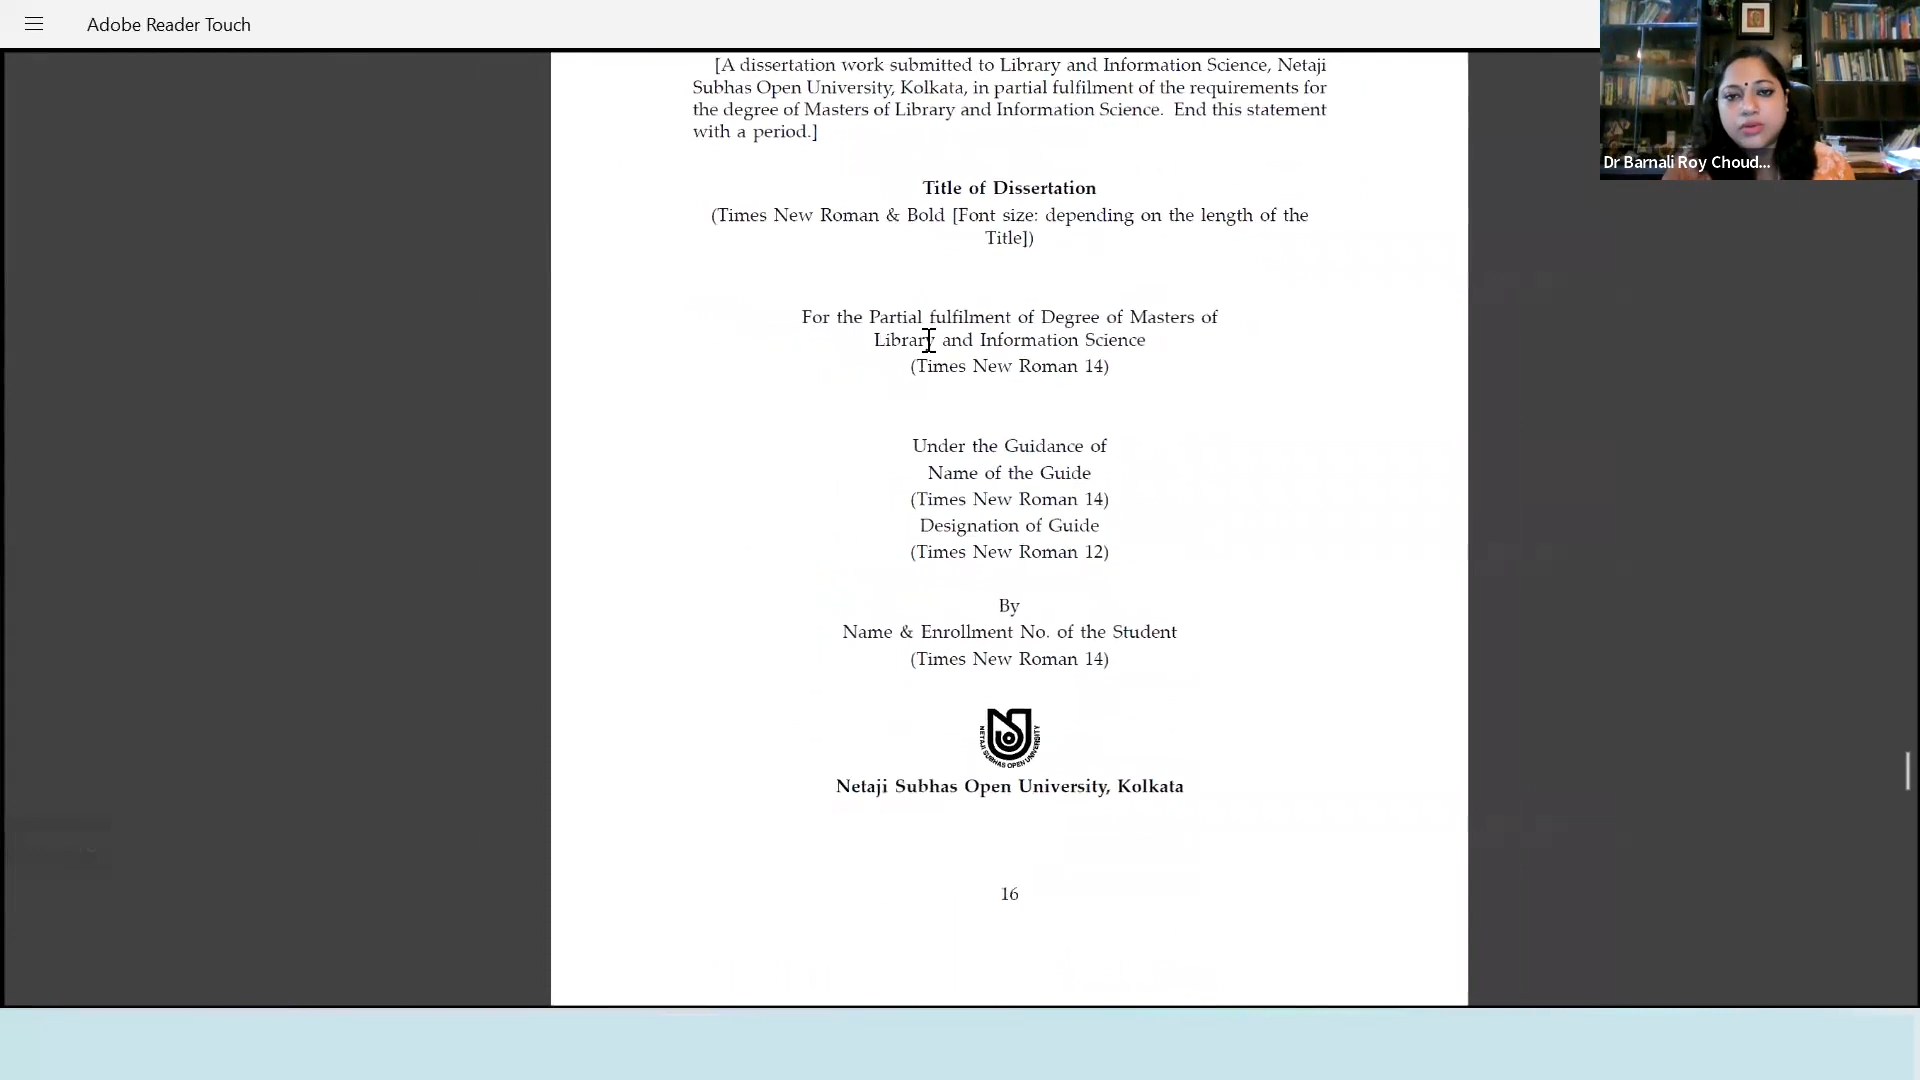 Adobe Reader Touch
Dr Barnali Roy Choud...
[A dissertation work submitted to Library and Information Science, Netaji
Subhas Open University, Kolkata, in partial fulfilment of the requirements for
the degree of Masters of Library and Information Science. End this statement
with a period.]
Title of Dissertation
(Times New Roman & Bold [Font size: depending on the length of the
Title])
For the Partial fulfilment of Degree of Masters of
Library and Information Science
(Times New Roman 14)
Under the Guidance of
Name of the Guide
(Times New Roman 14)
Designation of Guide
(Times New Roman 12)
By
Name & Enrollment No. of the Student
(Times New Roman 14)
NETAJI SUBHAS OPEN UNIVERSITY
Netaji Subhas Open University, Kolkata
16